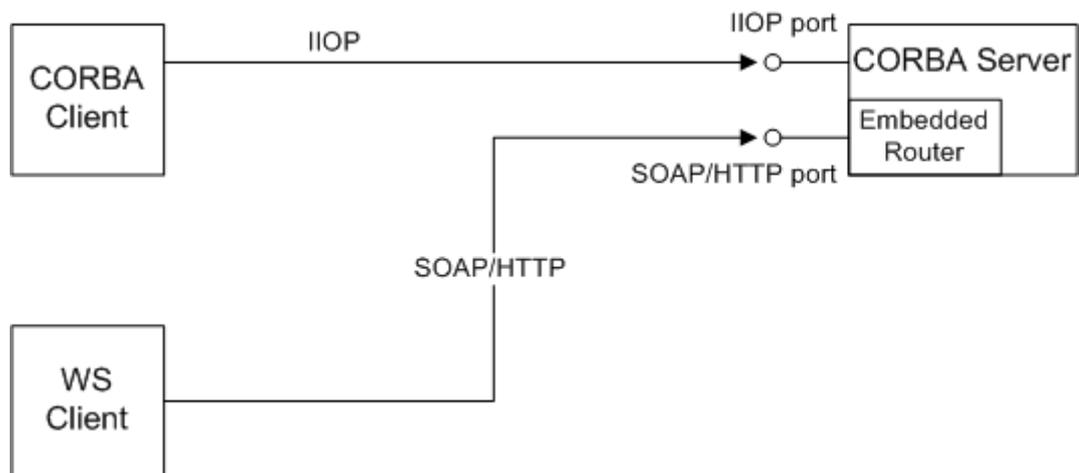 IIOP port
IIOP
CORBA
Client
CORBA Server
Embedded
Router
SOAP/HTTP port
SOAP/HTTP
WS
Client